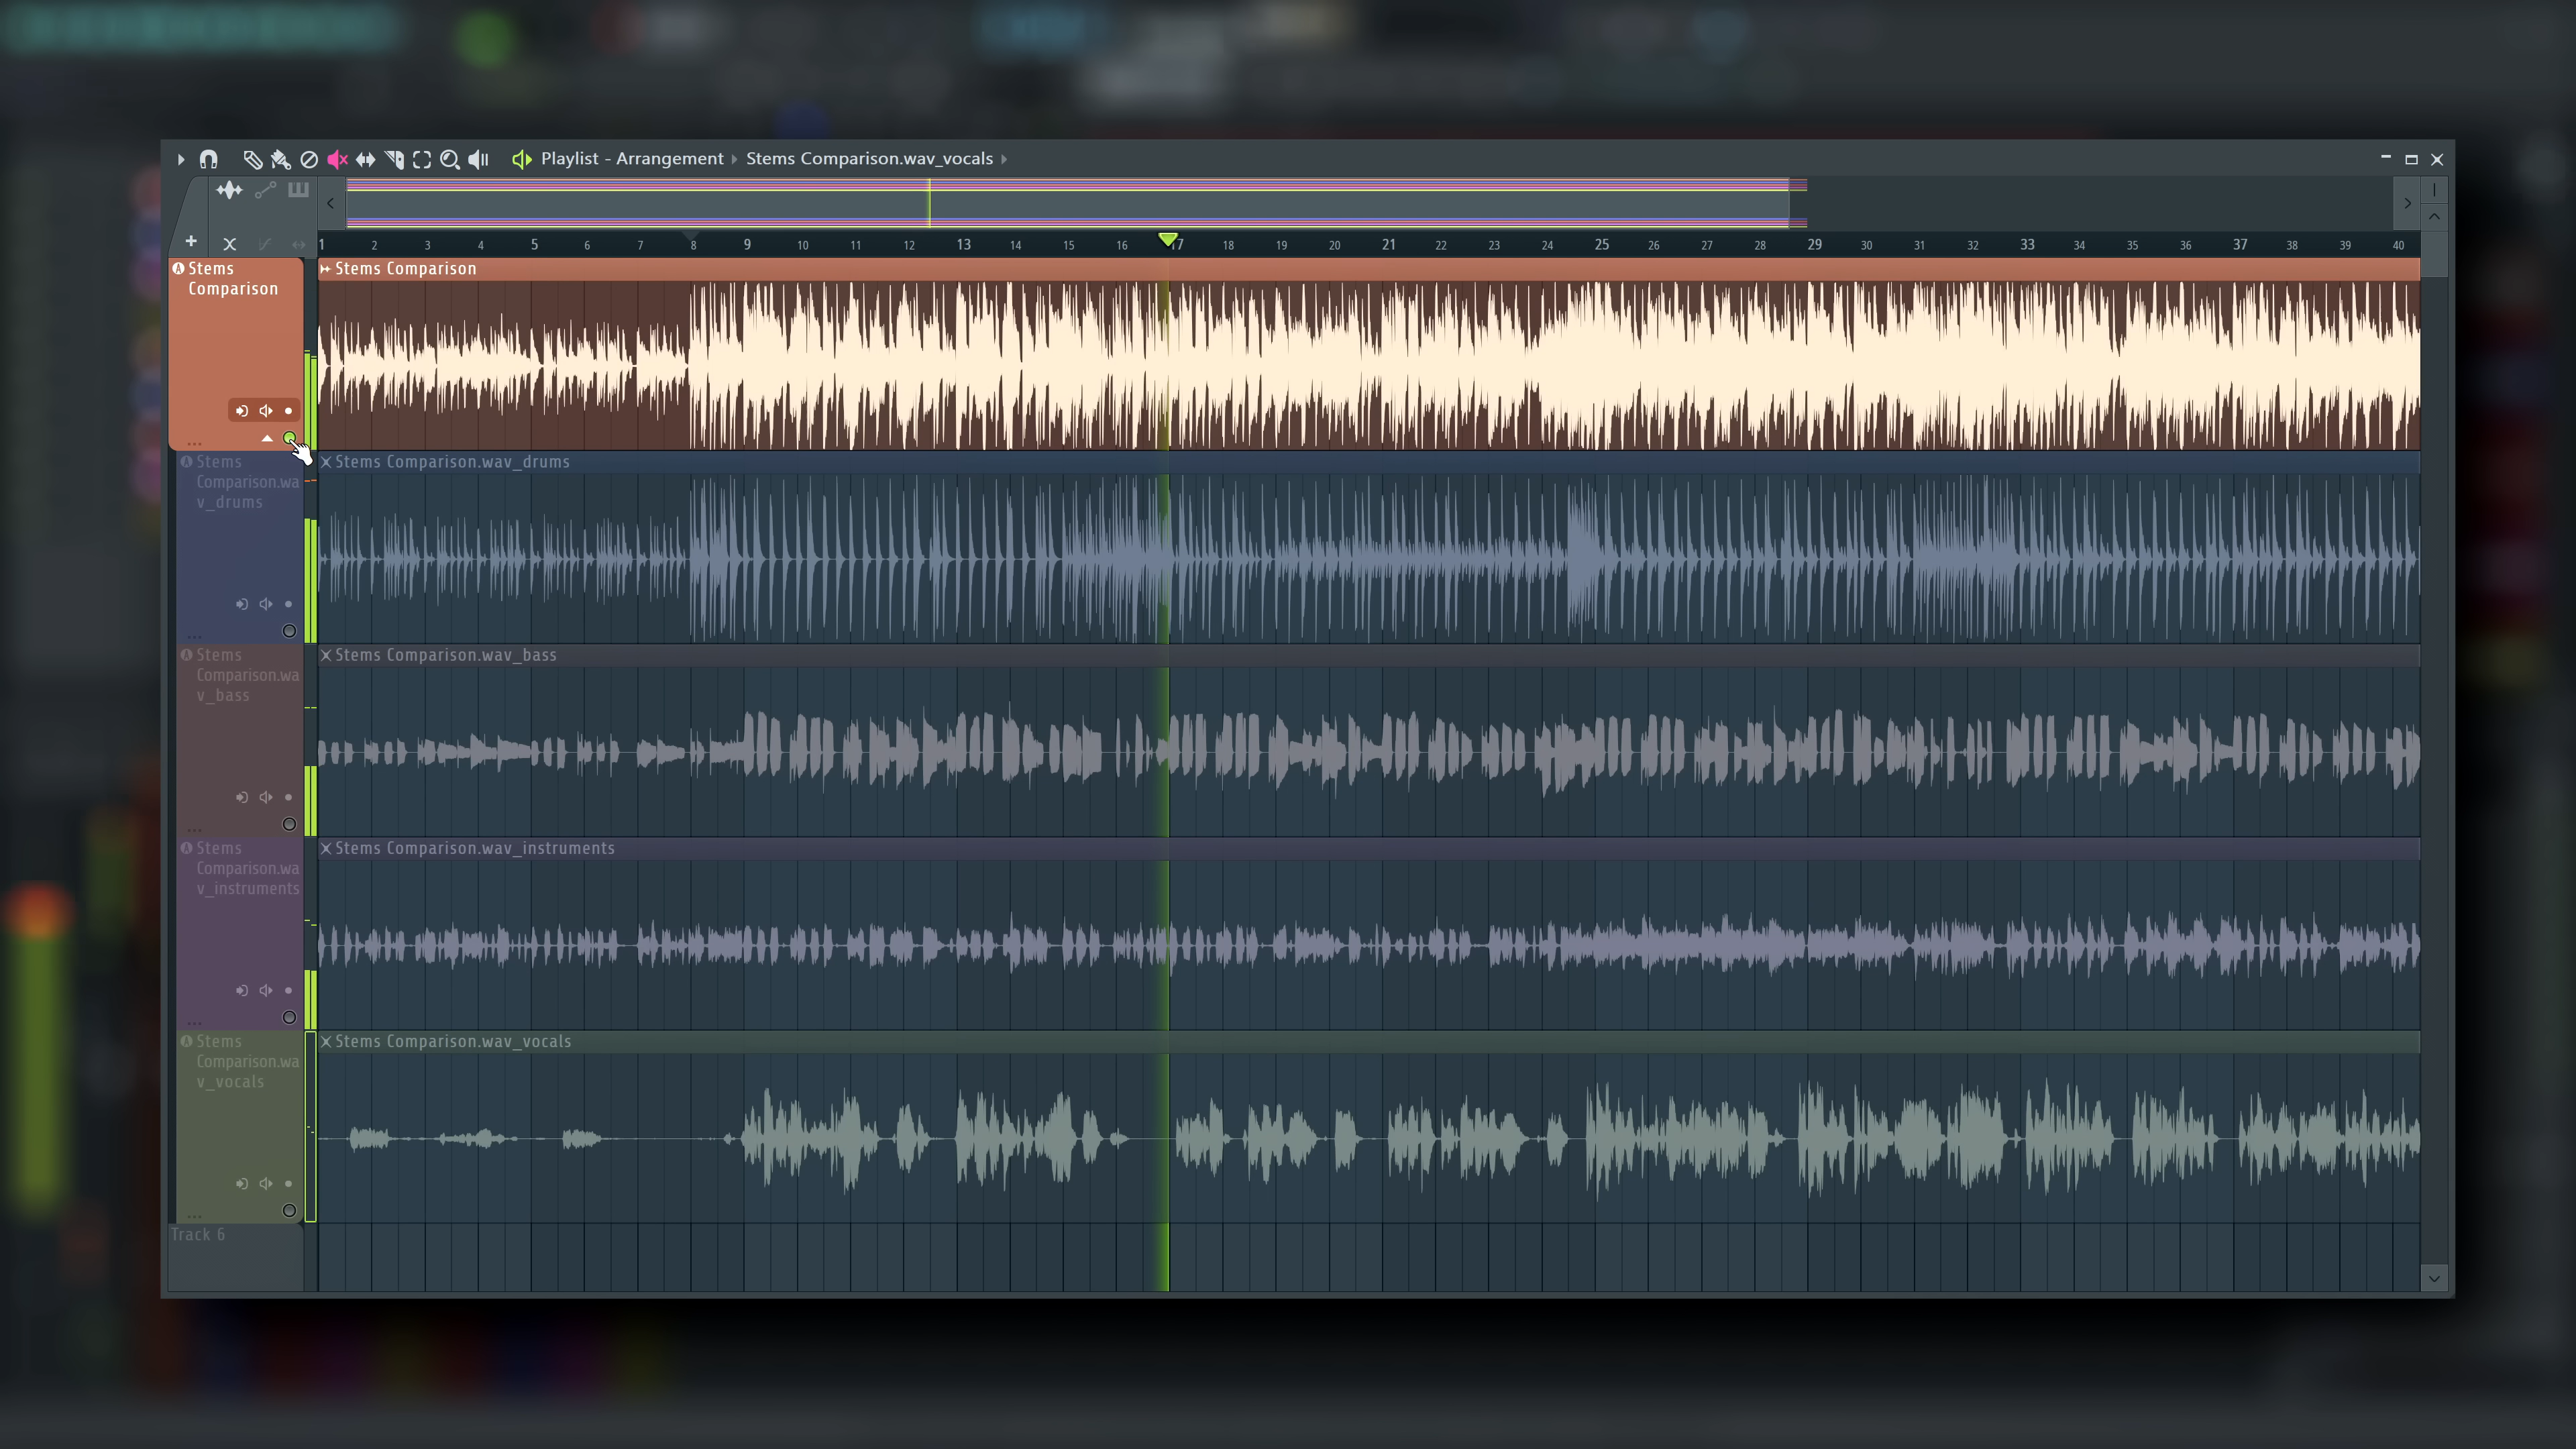 Playlist - Arrangement Stems Comparison.wav_vocals
1 2 3 4 5 6 7 8 9 10 11 12 13 14 15 16 17 18 19 20 21 22 23 24 25 26 27 28 29 30 31 32 33 34 35 36 37 38 39 40
Stems
Comparison
Stems Comparison
Stems
Comparison.wa
v_drums
Stems Comparison.wav_drums
Stems
Comparison.wa
v_bass
Stems Comparison.wav_bass
Stems
Comparison.wa
v_instruments
Stems Comparison.wav_instruments
Stems
Comparison.wa
v_vocals
Stems Comparison.wav_vocals
Track 6